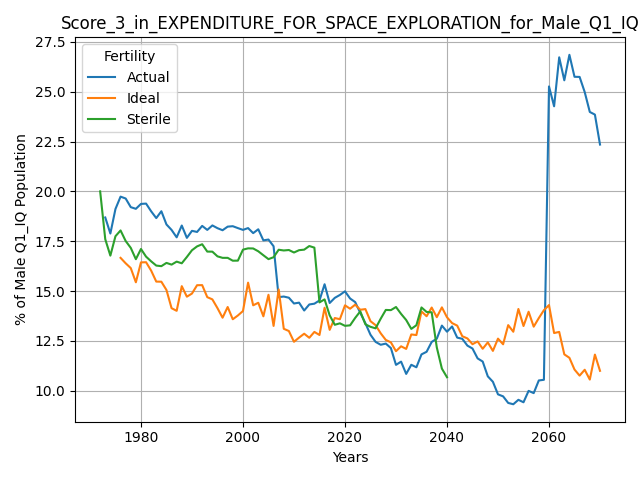 Score_3_in_EXPENDITURE_FOR_SPACE_EXPLORATION_for_Male_Q1_IQ
Fertility
Actual
Ideal
Sterile
% of Male Q1_IQ Population
27.5
25.0
22.5
20.0
17.5
15.0
12.5
10.0
1980
2000
2020
2040
2060
Years